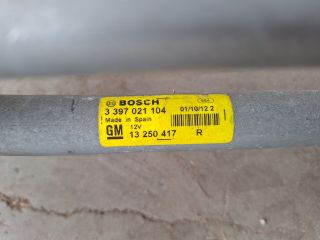 BOSCH
3 397 021 104 01/10/12 2
Made in Spain
GM 12V
13 250 417 R